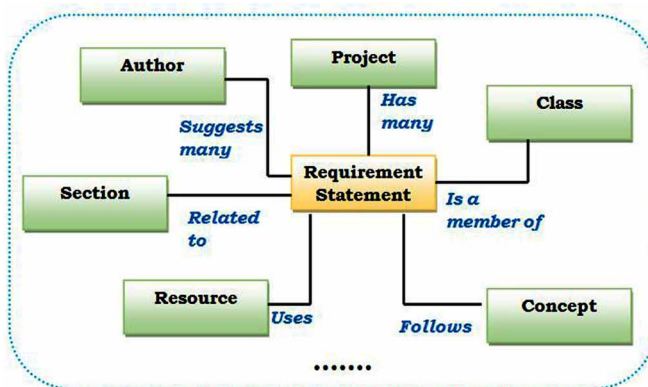 Author
Project
Class
Suggests
many
Has
many
Requirement
Statement
Section
Related
to
Is a
member of
Resource
Uses
Follows
Concept
.......